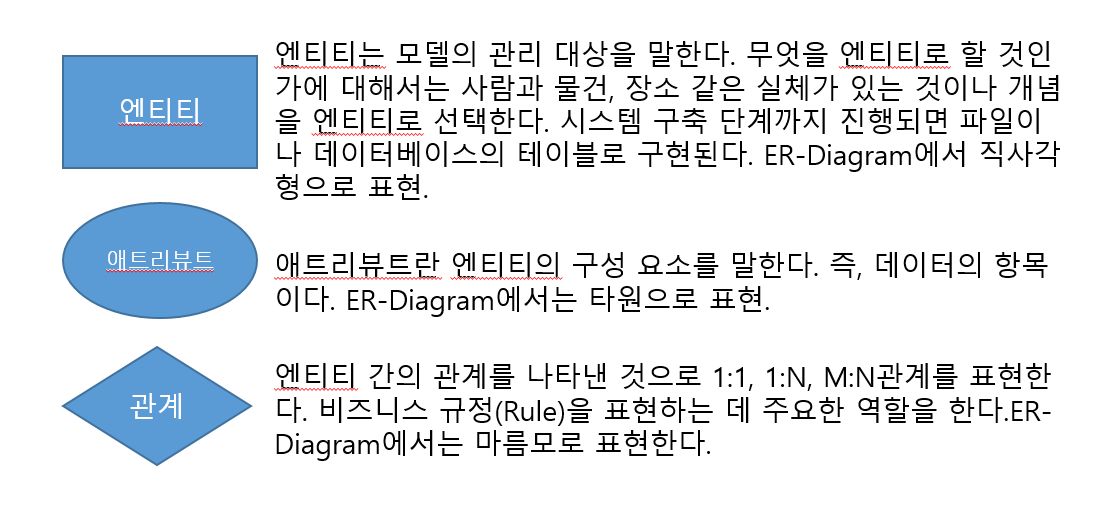 엔티티
엔티티는 모델의 관리 대상을 말한다. 무엇을 엔티티로 할 것인
가에 대해서는 사람과 물건, 장소 같은 실체가 있는 것이나 개념
을 엔티티로 선택한다. 시스템 구축 단계까지 진행되면 파일이
나 데이터베이스의 테이블로 구현된다. ER-Diagram에서 직사각
형으로 표현.
애트리뷰트
애트리뷰트란 엔티티의 구성 요소를 말한다. 즉, 데이터의 항목
이다. ER-Diagram에서는 타원으로 표현.
관계
엔티티 간의 관계를 나타낸 것으로 1:1, 1:N, M:N관계를 표현한
다. 비즈니스 규정(Rule)을 표현하는 데 주요한 역할을 한다.ER-
Diagram에서는 마름모로 표현한다.